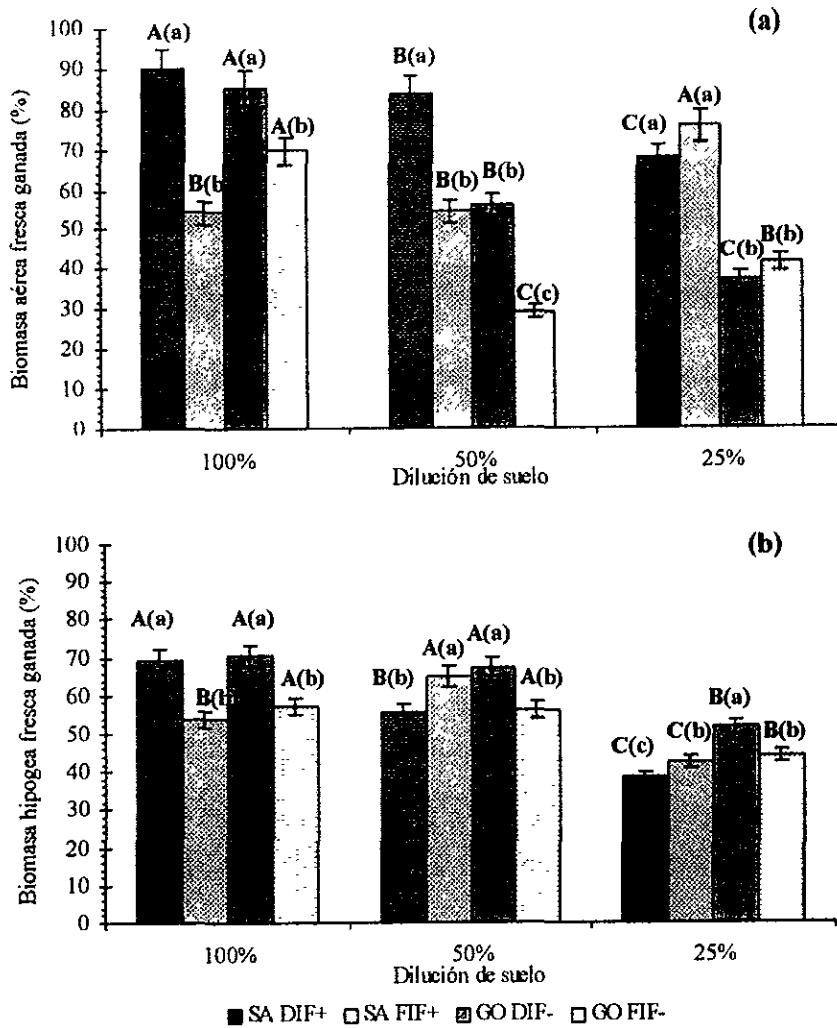 (a)
Biomasa aérea fresca ganada (%)
100
90
80
70
60
50
40
30
20
10
0
A(a)
B(b)
A(a)
A(b)
B(a)
B(b)
B(b)
C(c)
C(a)
A(a)
C(b)
B(b)
100%
50%
25%
Dilución de suelo
(b)
Biomasa hipogea fresca ganada (%)
100
90
80
70
60
50
40
30
20
10
0
A(a)
B(b)
A(a)
A(b)
B(b)
A(a)
A(a)
A(b)
C(c)
C(b)
B(a)
B(b)
100%
50%
25%
Dilución de suelo
SA DIF+ SA FIF+ GO DIF- GO FIF-